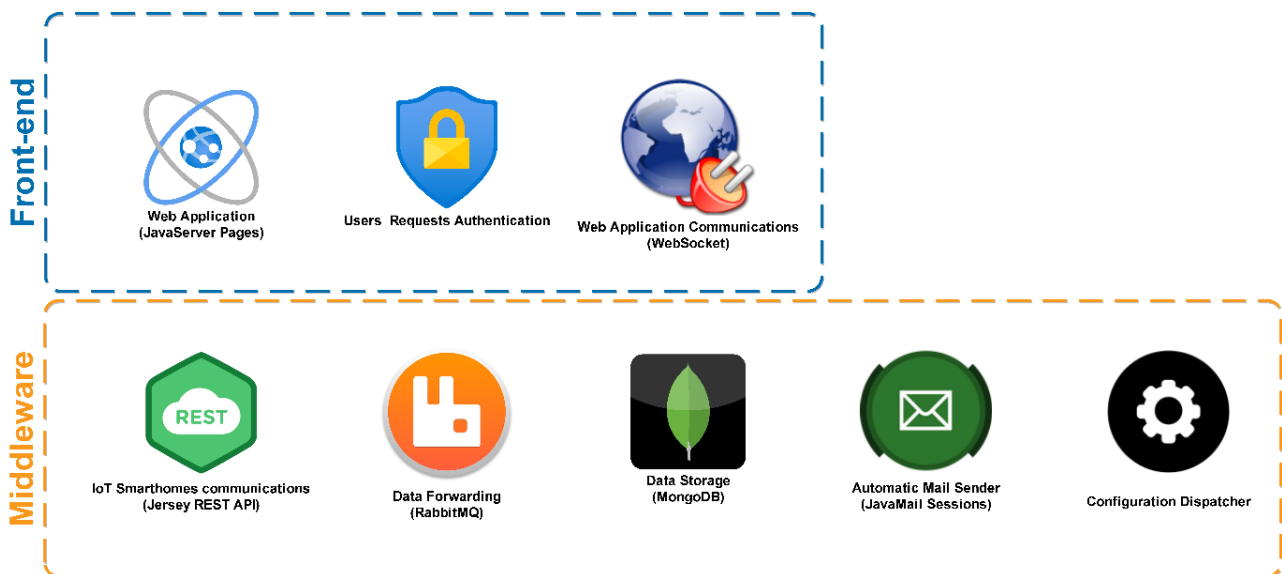 Front-end
Web Application
(JavaServer Pages)
Users Requests Authentication
Web Application Communications
(WebSocket)
Middleware
REST
IoT Smarthomes communications
(Jersey REST API)
Data Forwarding
(RabbitMQ)
Data Storage
(MongoDB)
Automatic Mail Sender
(JavaMail Sessions)
Configuration Dispatcher